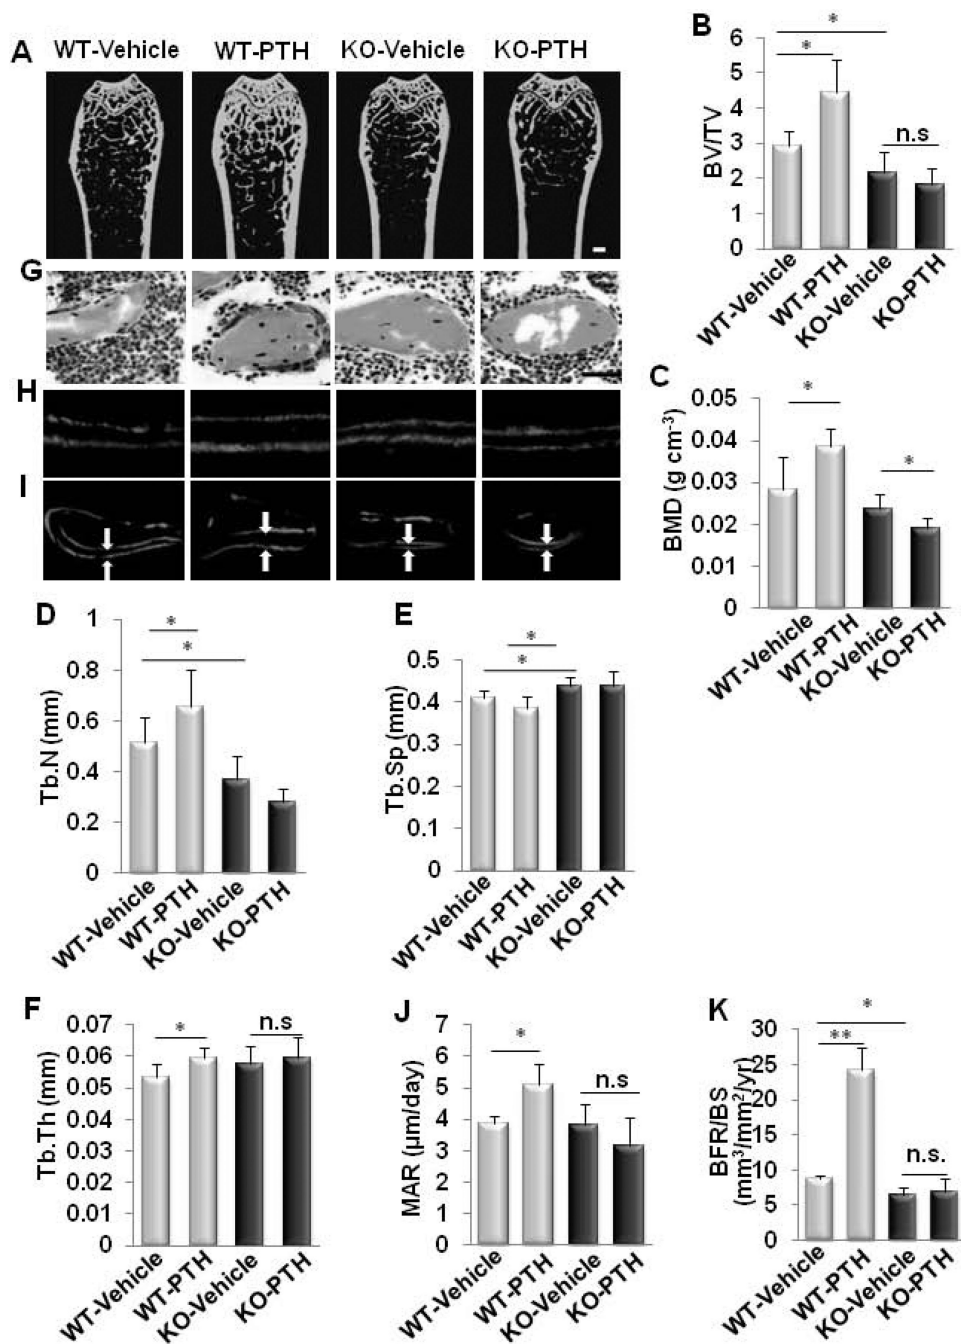 A WT-Vehicle WT-PTH KO-Vehicle KO-PTH
G
H
I
B
BV/TV
6
5
4
3
2
1
0
*
*
n.s
WT-Vehicle
WT-PTH
KO-Vehicle
KO-PTH
C
BMD (g cm-3)
0.05
0.04
0.03
0.02
0.01
0
*
*
WT-Vehicle
WT-PTH
KO-Vehicle
KO-PTH
D
Tb.N (mm)
1
0.8
0.6
0.4
0.2
0
*
*
WT-Vehicle
WT-PTH
KO-Vehicle
KO-PTH
E
Tb.Sp (mm)
0.5
0.4
0.3
0.2
0.1
0
*
*
WT-Vehicle
WT-PTH
KO-Vehicle
KO-PTH
F
Tb.Th (mm)
0.07
0.06
0.05
0.04
0.03
0.02
0.01
0
*
n.s
WT-Vehicle
WT-PTH
KO-Vehicle
KO-PTH
J
MAR (µm/day)
7
6
5
4
3
2
1
0
*
n.s
WT-Vehicle
WT-PTH
KO-Vehicle
KO-PTH
K
BFR/BS
(mm3/mm2/yr)
30
25
20
15
10
5
0
*
**
n.s.
WT-Vehicle
WT-PTH
KO-Vehicle
KO-PTH